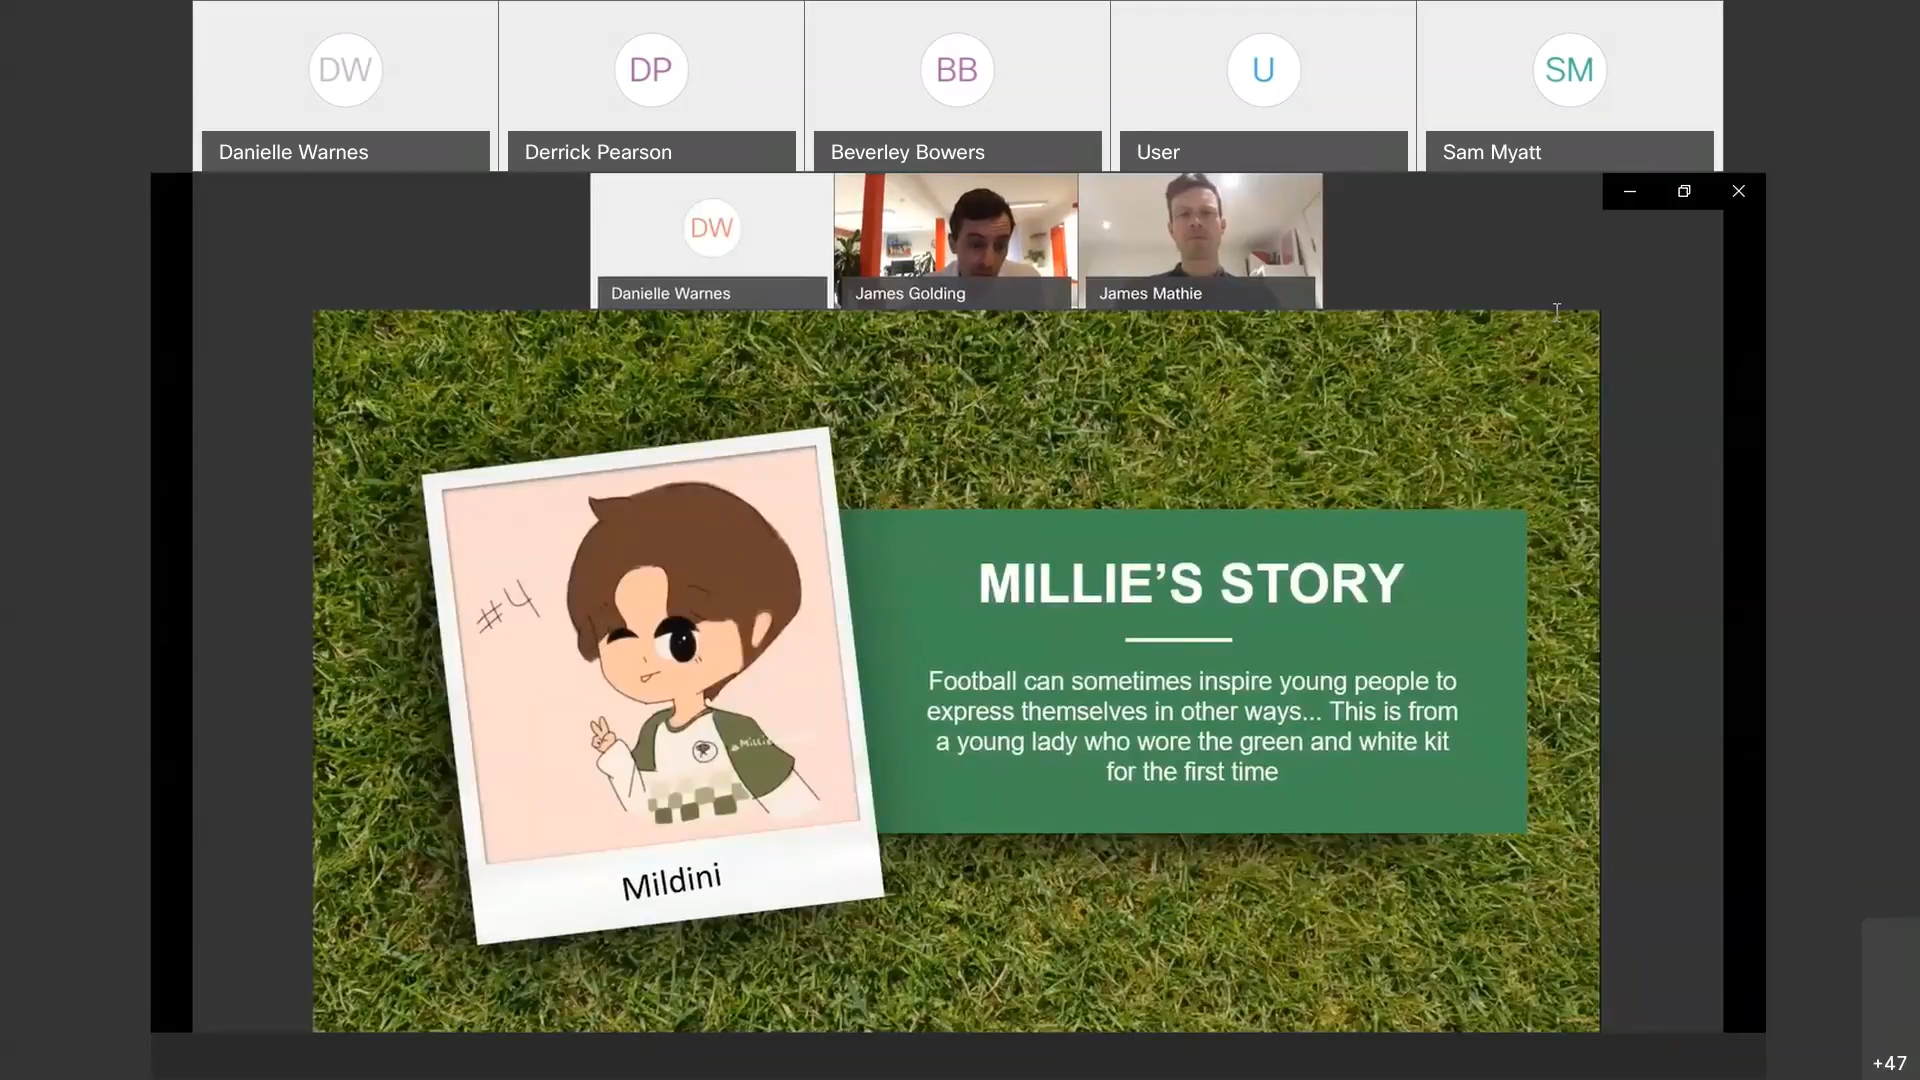 DW
DP
BB
U
SM
Danielle Warnes
Derrick Pearson
Beverley Bowers
User
Sam Myatt
DW
Danielle Warnes
James Golding
James Mathie
#4
MILLIE’S STORY
Football can sometimes inspire young people to
express themselves in other ways... This is from
a young lady who wore the green and white kit
for the first time
Mildini
+47